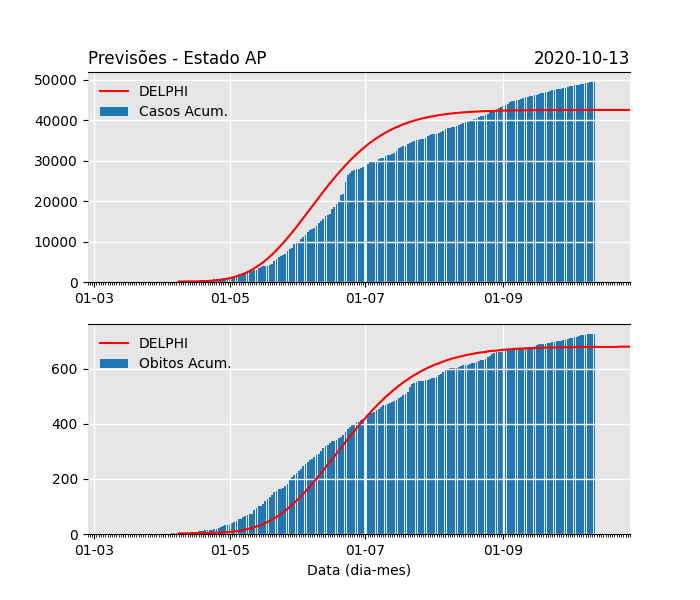 Previsões - Estado AP 2020-10-13
50000
40000
30000
20000
10000
0
DELPHI
Casos Acum.
01-03 01-05 01-07 01-09
600
400
200
0
DELPHI
Obitos Acum.
01-03 01-05 01-07 01-09
Data (dia-mes)